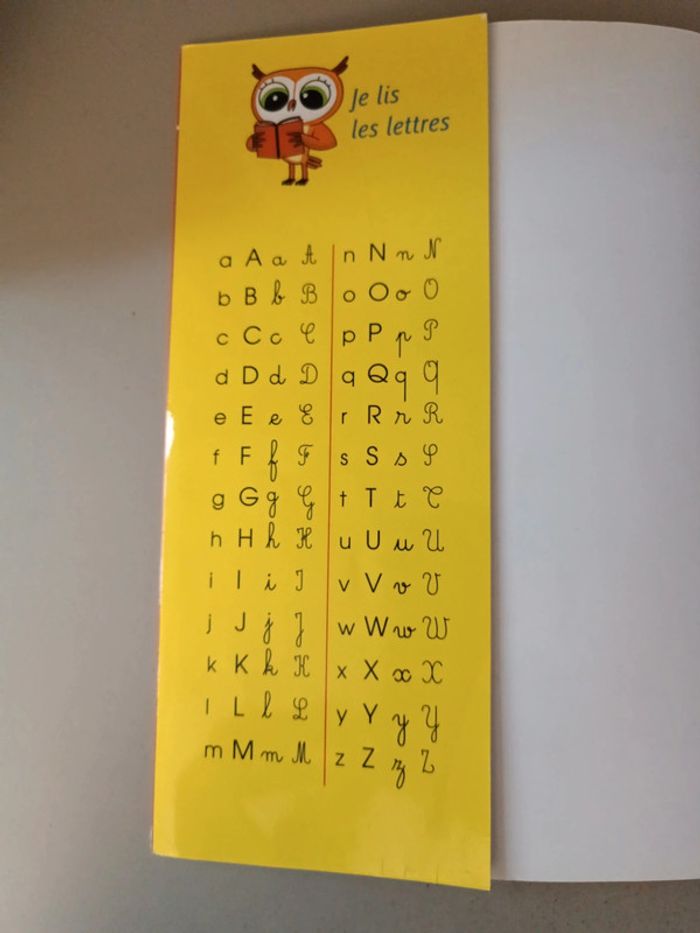 Je lis
les lettres
a A a A
b B b B
c C c C
d D d D
e E e E
f F f F
g G g G
h H h H
i I i I
j J j J
k K k K
l L l L
m M m M
n N n N
o O o O
p P p P
q Q q Q
r R r R
s S s S
t T t T
u U u U
v V v V
w W w W
x X x X
y Y y Y
z Z z Z